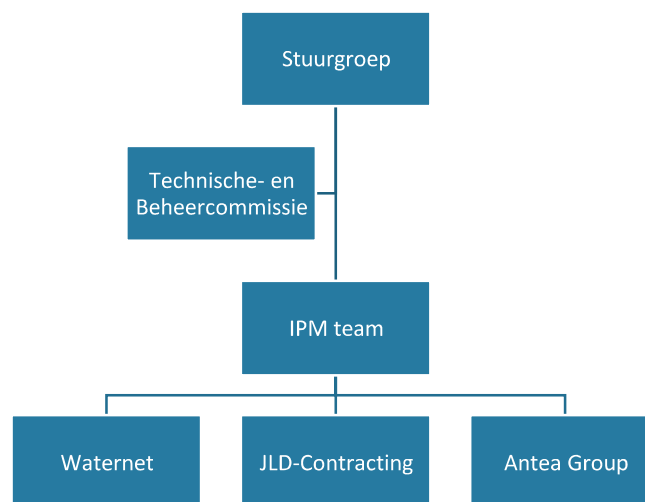 Stuurgroep
Technische- en
Beheercommissie
IPM team
Waternet
JLD-Contracting
Antea Group